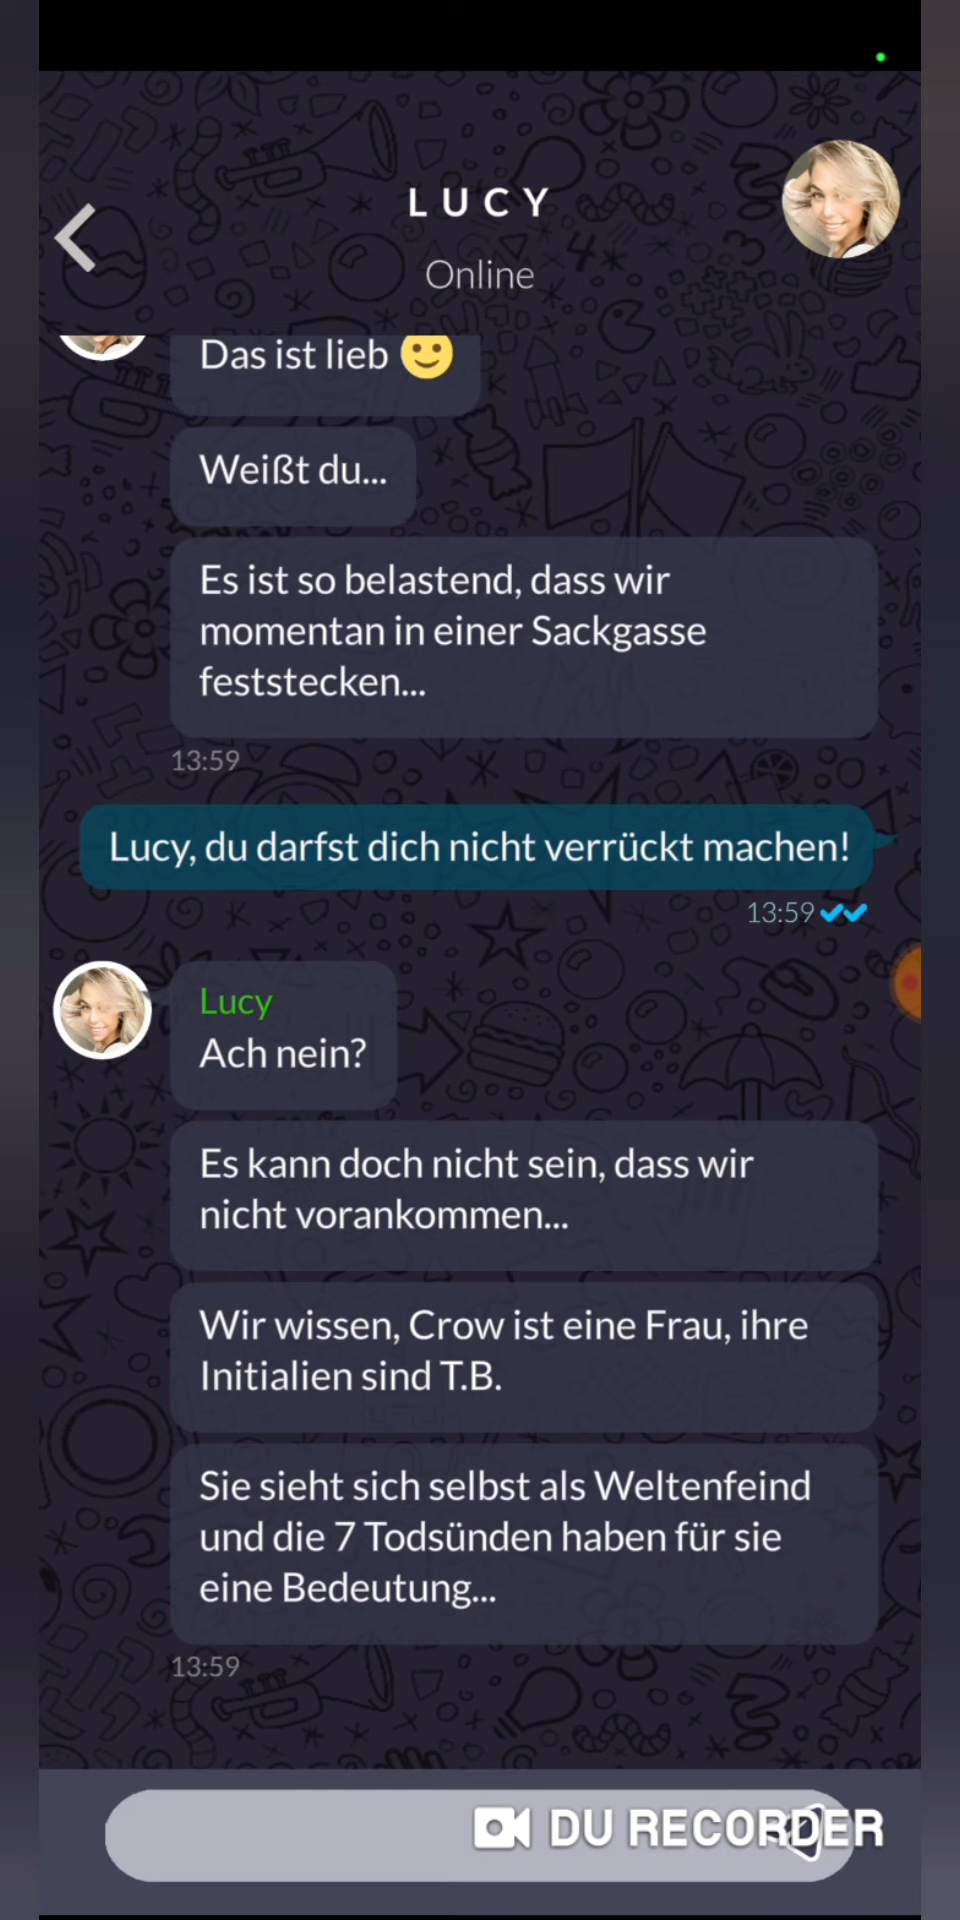 LUCY
Online
Das ist lieb 🙂
Weißt du...
Es ist so belastend, dass wir
momentan in einer Sackgasse
feststecken...
13:59
Lucy, du darfst dich nicht verrückt machen!
13:59
Lucy
Ach nein?
Es kann doch nicht sein, dass wir
nicht vorankommen...
Wir wissen, Crow ist eine Frau, ihre
Initialien sind T.B.
Sie sieht sich selbst als Weltenfeind
und die 7 Todsünden haben für sie
eine Bedeutung...
13:59
DU RECORDER